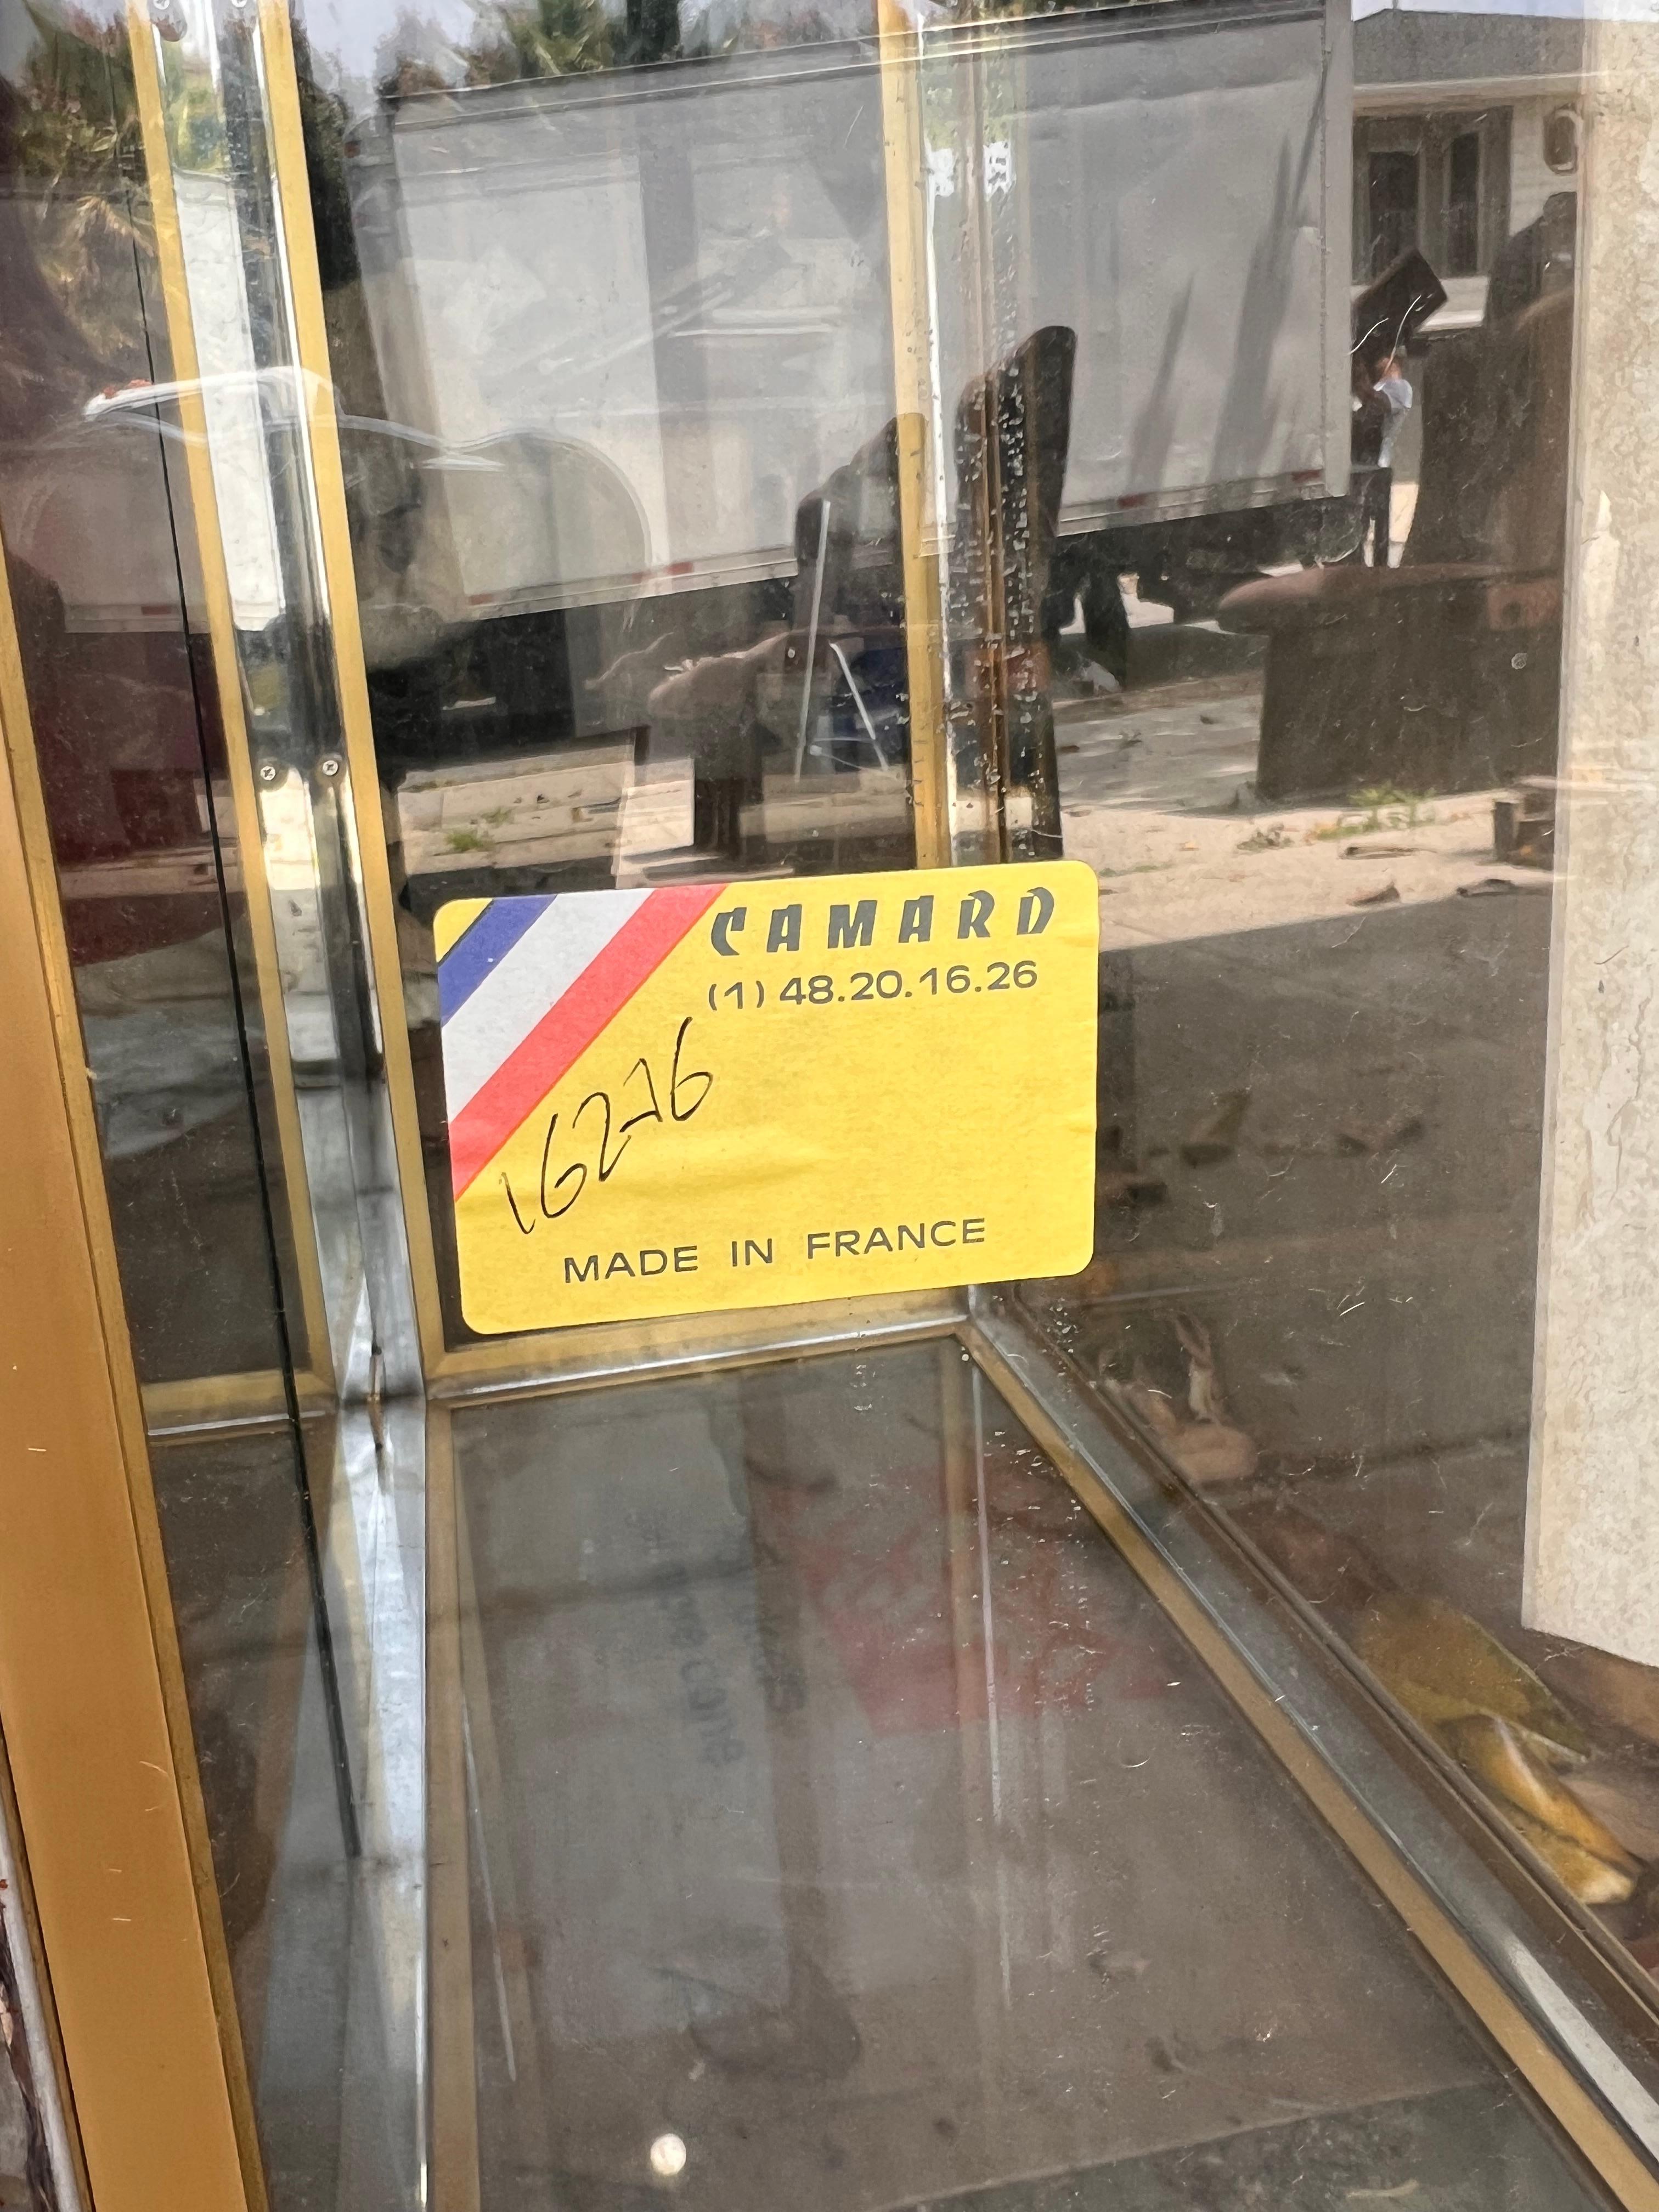 CAMARD
(1) 48.20.16.26
16276
MADE IN FRANCE